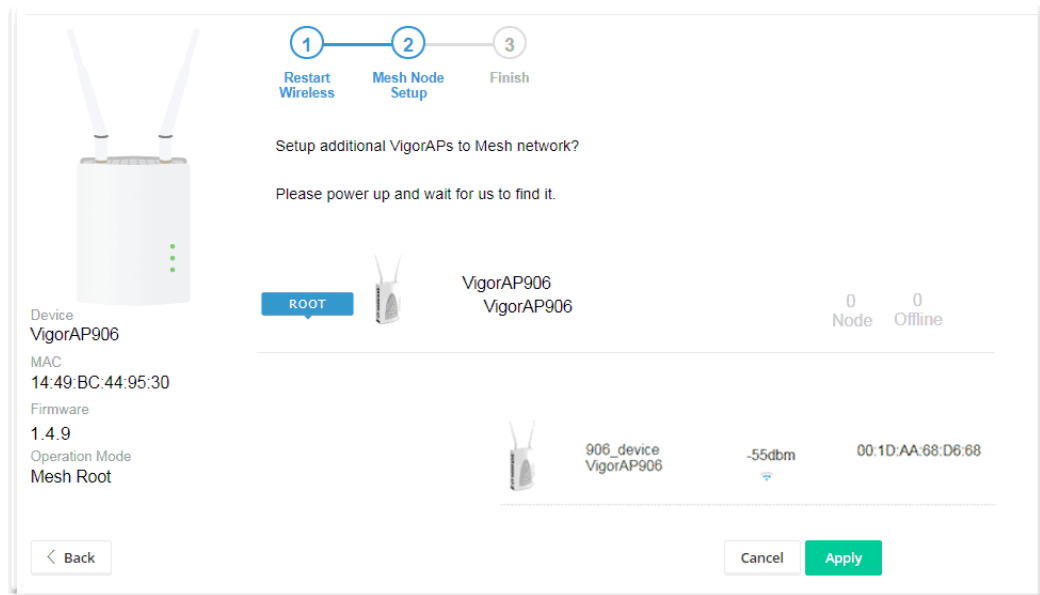 1
2
3
Restart
Wireless
Mesh Node
Setup
Finish
Setup additional VigorAPs to Mesh network?
Please power up and wait for us to find it.
ROOT
VigorAP906
VigorAP906
0
Node
0
Offline
Device
VigorAP906
MAC
14:49:BC:44:95:30
Firmware
1.4.9
Operation Mode
Mesh Root
906_device
VigorAP906
-55dbm
00:1D:AA:68:D6:68
Back
Cancel
Apply